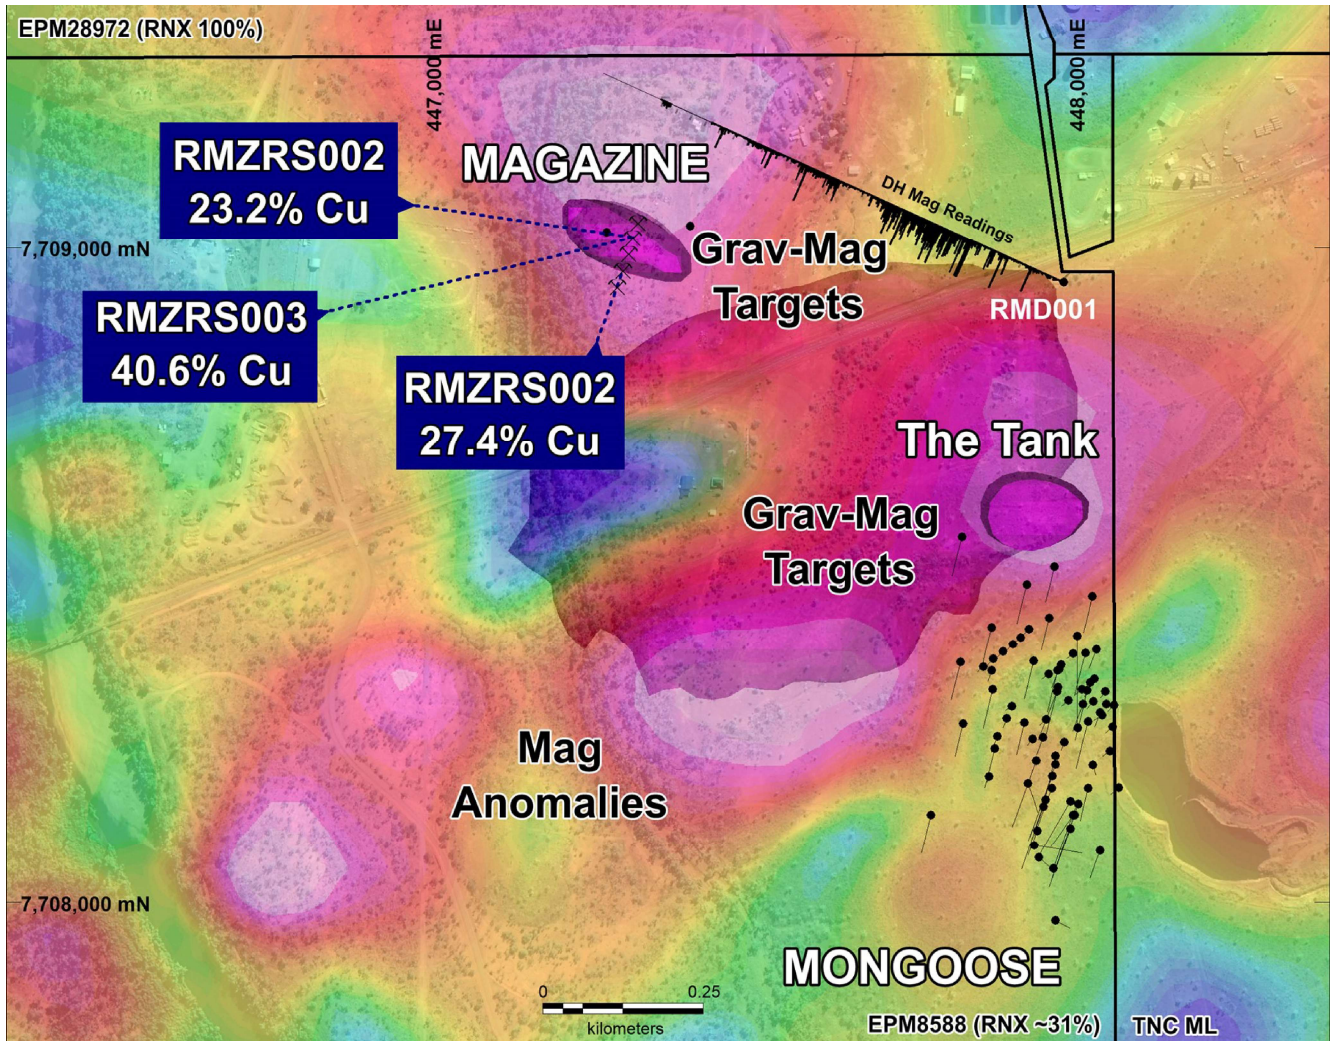 EPM28972 (RNX 100%)
447,000 mE
448,000 mE
RMZRS002
23.2% Cu
MAGAZINE
DH Mag Readings
7,709,000 mN
Grav-Mag
Targets
RMZRS003
40.6% Cu
RMD001
RMZRS002
27.4% Cu
The Tank
Grav-Mag
Targets
Mag
Anomalies
7,708,000 mN
MONGOOSE
0 0.25
kilometers
EPM8588 (RNX ~31%)
TNC ML